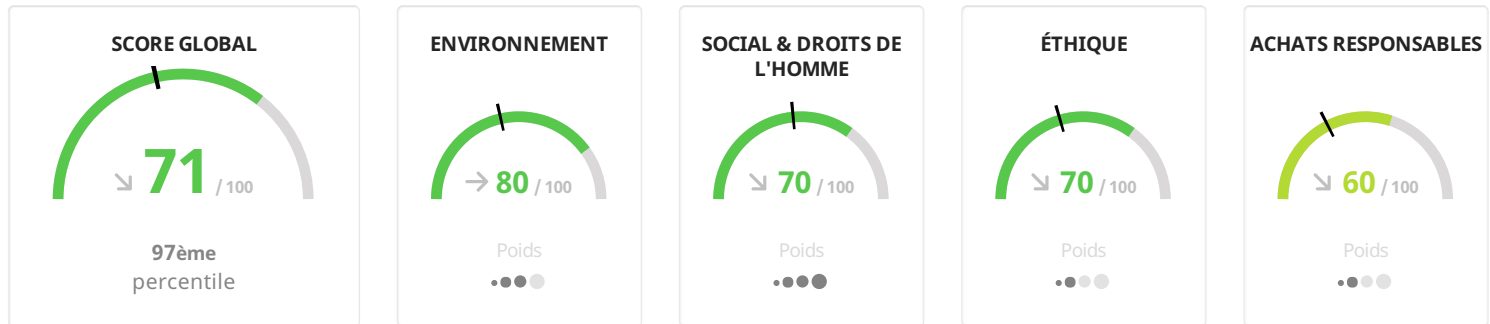 SCORE GLOBAL
71 / 100
97ème
percentile
ENVIRONNEMENT
80 / 100
Poids
SOCIAL & DROITS DE
L'HOMME
70 / 100
Poids
ÉTHIQUE
70 / 100
Poids
ACHATS RESPONSABLES
60 / 100
Poids